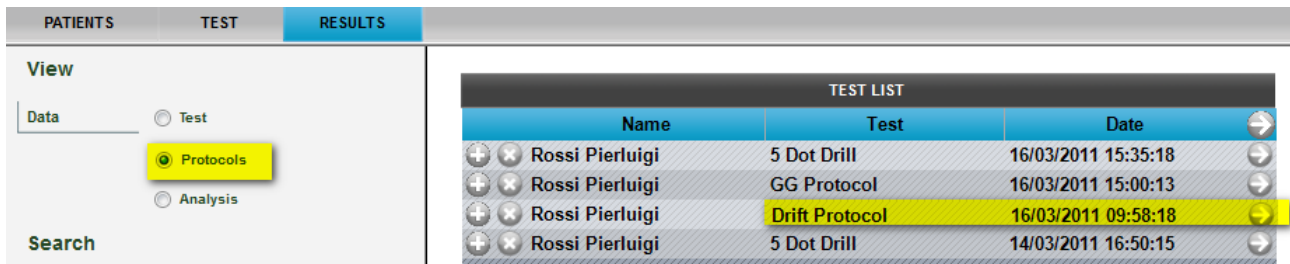 PATIENTS TEST RESULTS
View
Data Test
Protocols
Analysis
Search
TEST LIST
Name Test Date
Rossi Pierluigi 5 Dot Drill 16/03/2011 15:35:18
Rossi Pierluigi GG Protocol 16/03/2011 15:00:13
Rossi Pierluigi Drift Protocol 16/03/2011 09:58:18
Rossi Pierluigi 5 Dot Drill 14/03/2011 16:50:15